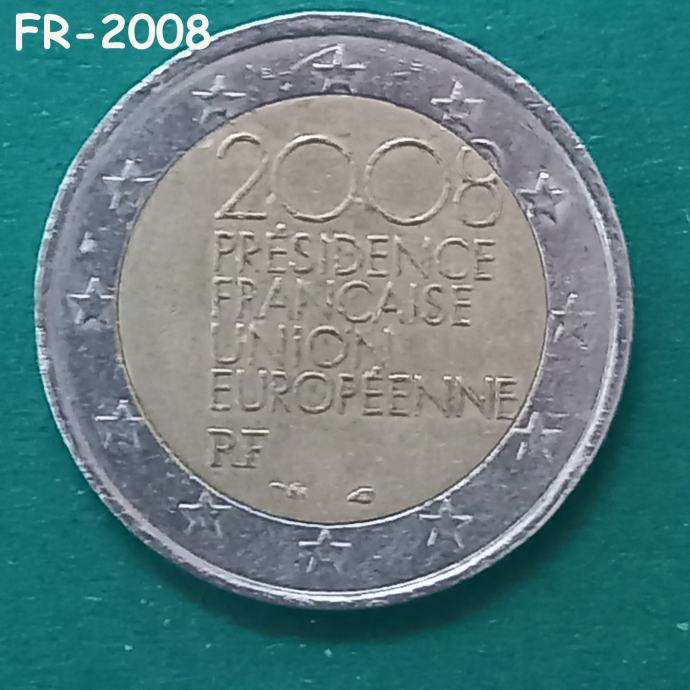 FR-2008
2008
PRÉSIDENCE
FRANÇAISE
UNION
EUROPÉENNE
RF